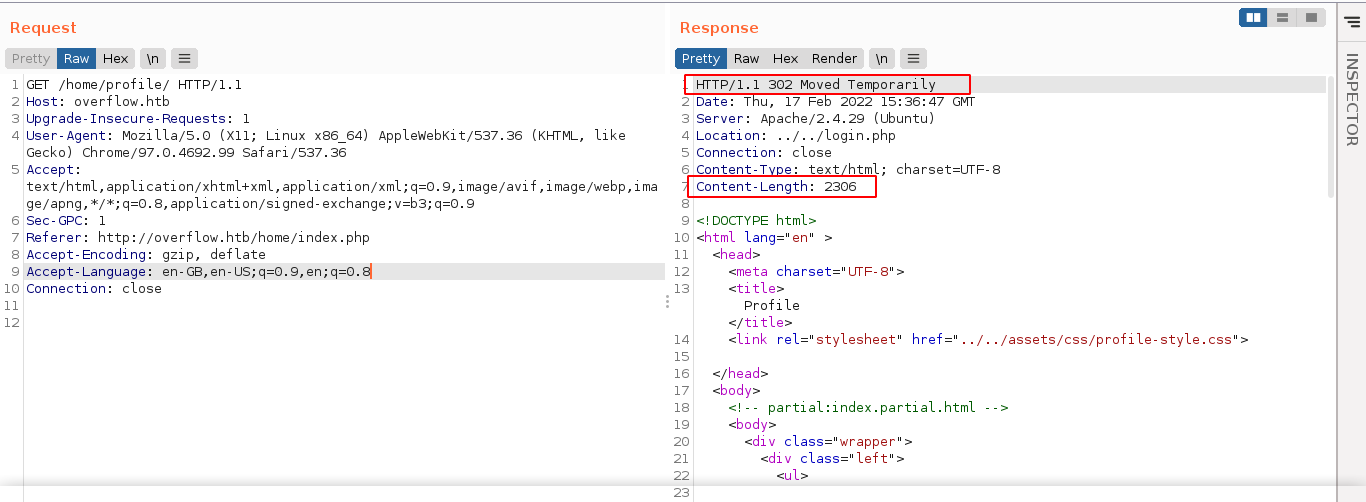 Request
Pretty Raw Hex \n
1 GET /home/profile/ HTTP/1.1
2 Host: overflow.htb
3 Upgrade-Insecure-Requests: 1
4 User-Agent: Mozilla/5.0 (X11; Linux x86_64) AppleWebKit/537.36 (KHTML, like
Gecko) Chrome/97.0.4692.99 Safari/537.36
5 Accept:
text/html,application/xhtml+xml,application/xml;q=0.9,image/avif,image/webp,ima
ge/apng,*/*;q=0.8,application/signed-exchange;v=b3;q=0.9
6 Sec-GPC: 1
7 Referer: http://overflow.htb/home/index.php
8 Accept-Encoding: gzip, deflate
9 Accept-Language: en-GB,en-US;q=0.9,en;q=0.8
10 Connection: close
11
12
Response
Pretty Raw Hex Render \n
1 HTTP/1.1 302 Moved Temporarily
2 Date: Thu, 17 Feb 2022 15:36:47 GMT
3 Server: Apache/2.4.29 (Ubuntu)
4 Location: ../../login.php
5 Connection: close
6 Content-Type: text/html; charset=UTF-8
7 Content-Length: 2306
8
9 <!DOCTYPE html>
10 <html lang="en" >
11 <head>
12 <meta charset="UTF-8">
13 <title>
Profile
</title>
14 <link rel="stylesheet" href="../../assets/css/profile-style.css">
15
16 </head>
17 <body>
18 <!-- partial:index.partial.html -->
19 <body>
20 <div class="wrapper">
21 <div class="left">
22 <ul>
23
INSPECTOR